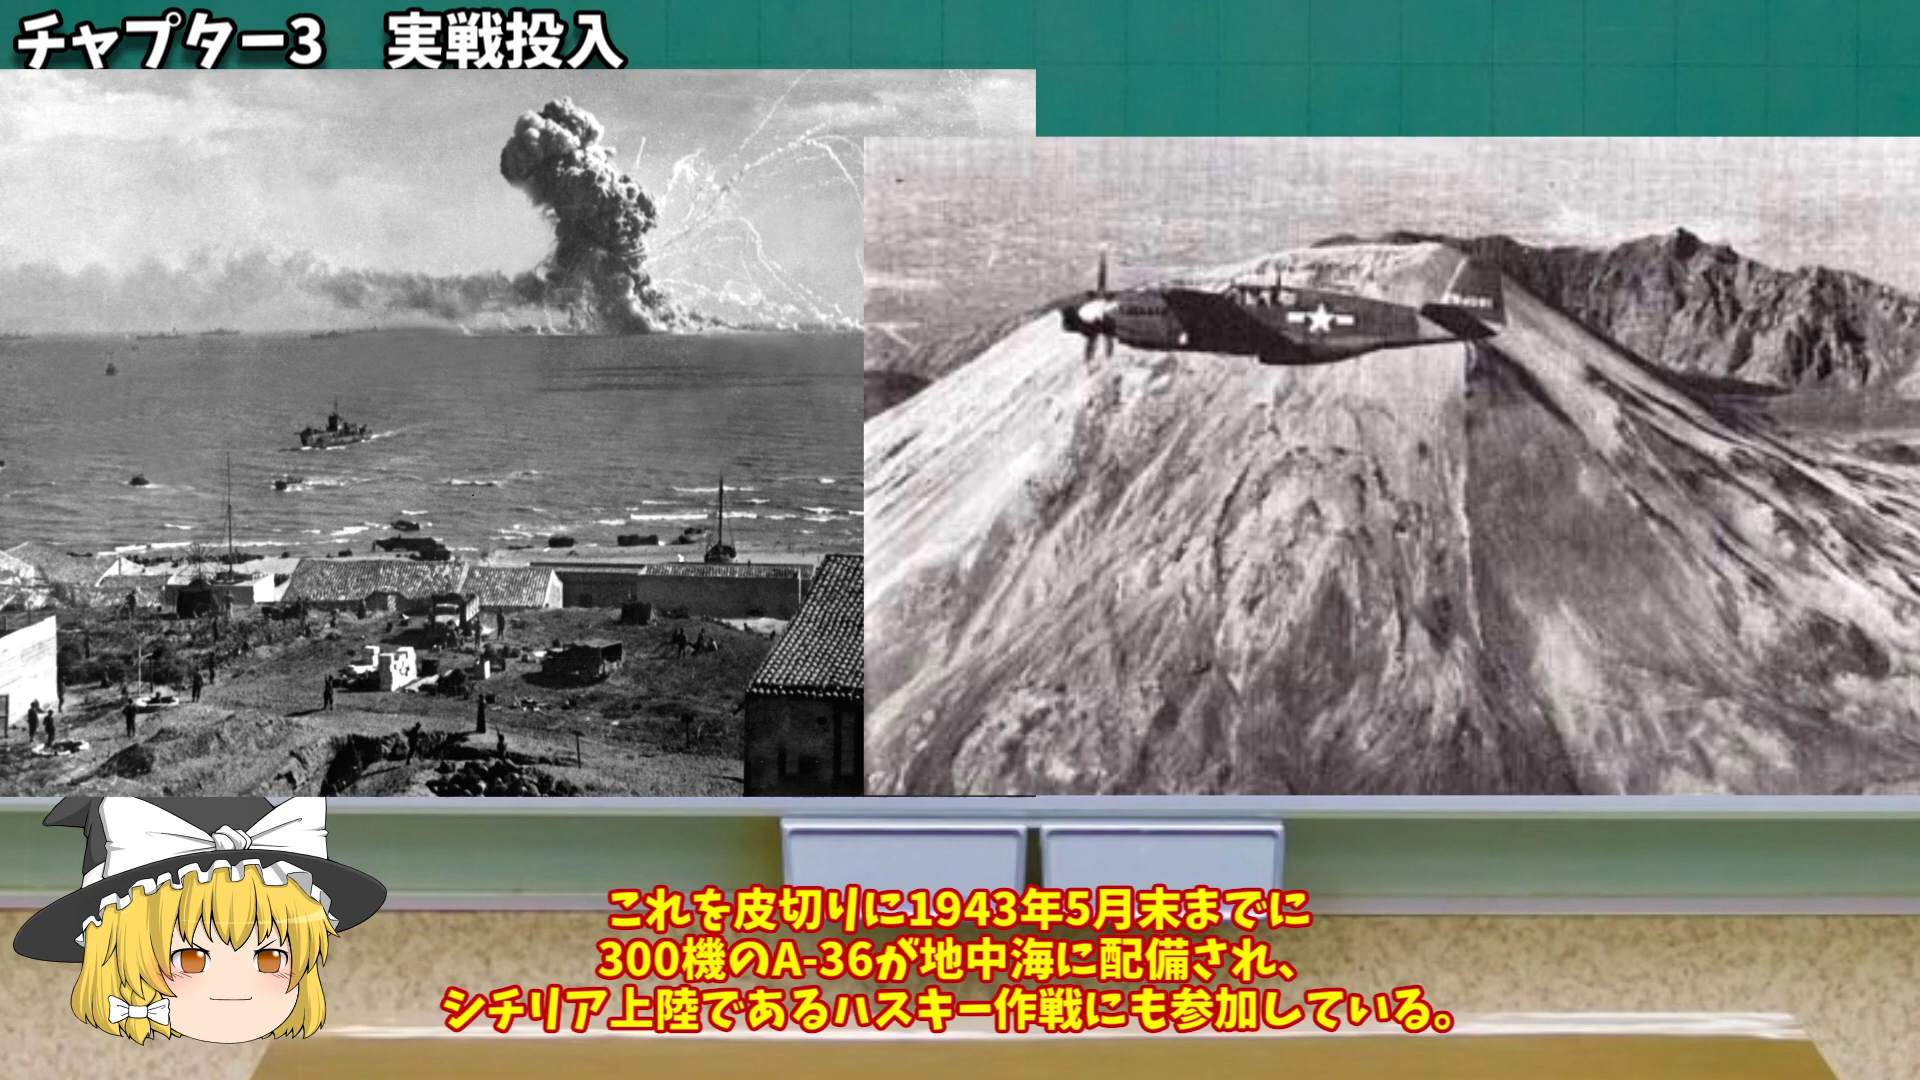 チャプター3　実戦投入
これを皮切りに1943年5月末までに
300機のA-36が地中海に配備され、
シチリア上陸であるハスキー作戦にも参加している。